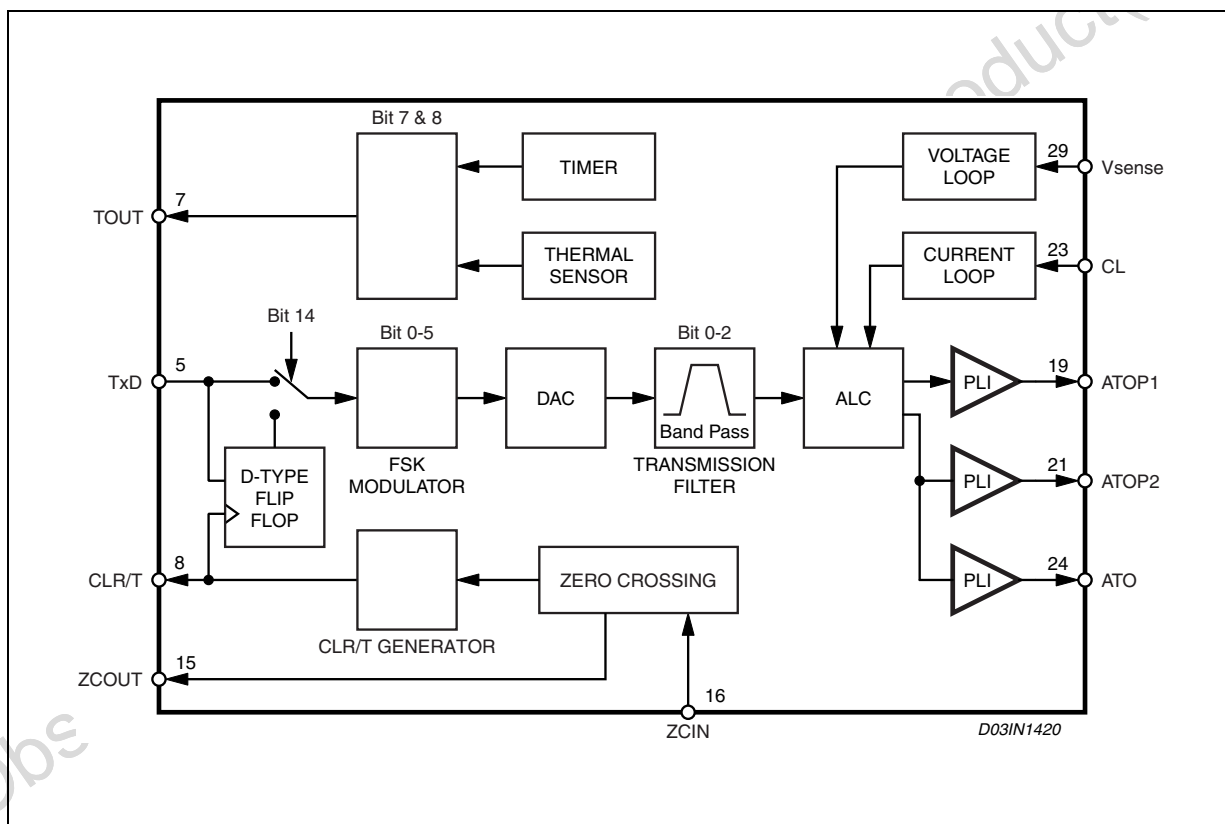 Bit 7 & 8
TIMER
VOLTAGE
LOOP
29
Vsense
7
TOUT
THERMAL
SENSOR
CURRENT
LOOP
23
CL
Bit 14
Bit 0-5
Bit 0-2
5
TxD
DAC
Band Pass
ALC
PLI
19
ATOP1
D-TYPE
FLIP
FLOP
FSK
MODULATOR
TRANSMISSION
FILTER
PLI
21
ATOP2
8
CLR/T
ZERO CROSSING
PLI
24
ATO
CLR/T GENERATOR
15
ZCOUT
16
ZCIN
D03IN1420